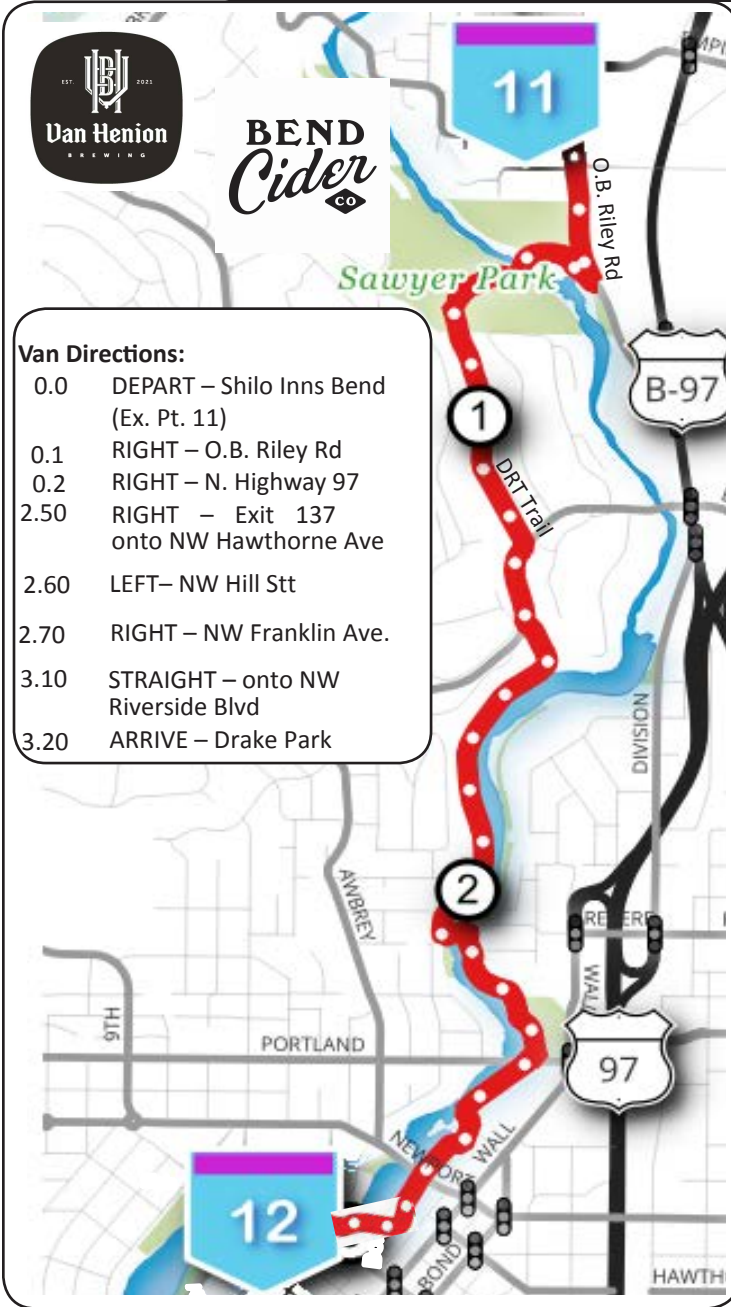 EST. 2021
Van Henion
BREWING
BEND
Cider
CO
11
O.B. Riley Rd
Sawyer Park
B-97
1
DRT Trail
Van Directions:
0.0 DEPART – Shilo Inns Bend
(Ex. Pt. 11)
0.1 RIGHT – O.B. Riley Rd
0.2 RIGHT – N. Highway 97
2.50 RIGHT – Exit 137
onto NW Hawthorne Ave
2.60 LEFT– NW Hill Stt
2.70 RIGHT – NW Franklin Ave.
3.10 STRAIGHT – onto NW
Riverside Blvd
3.20 ARRIVE – Drake Park
DIVISION
2
AWBREY
9TH
PORTLAND
97
NEWPORT
WALL
12
BOND
HAWTH